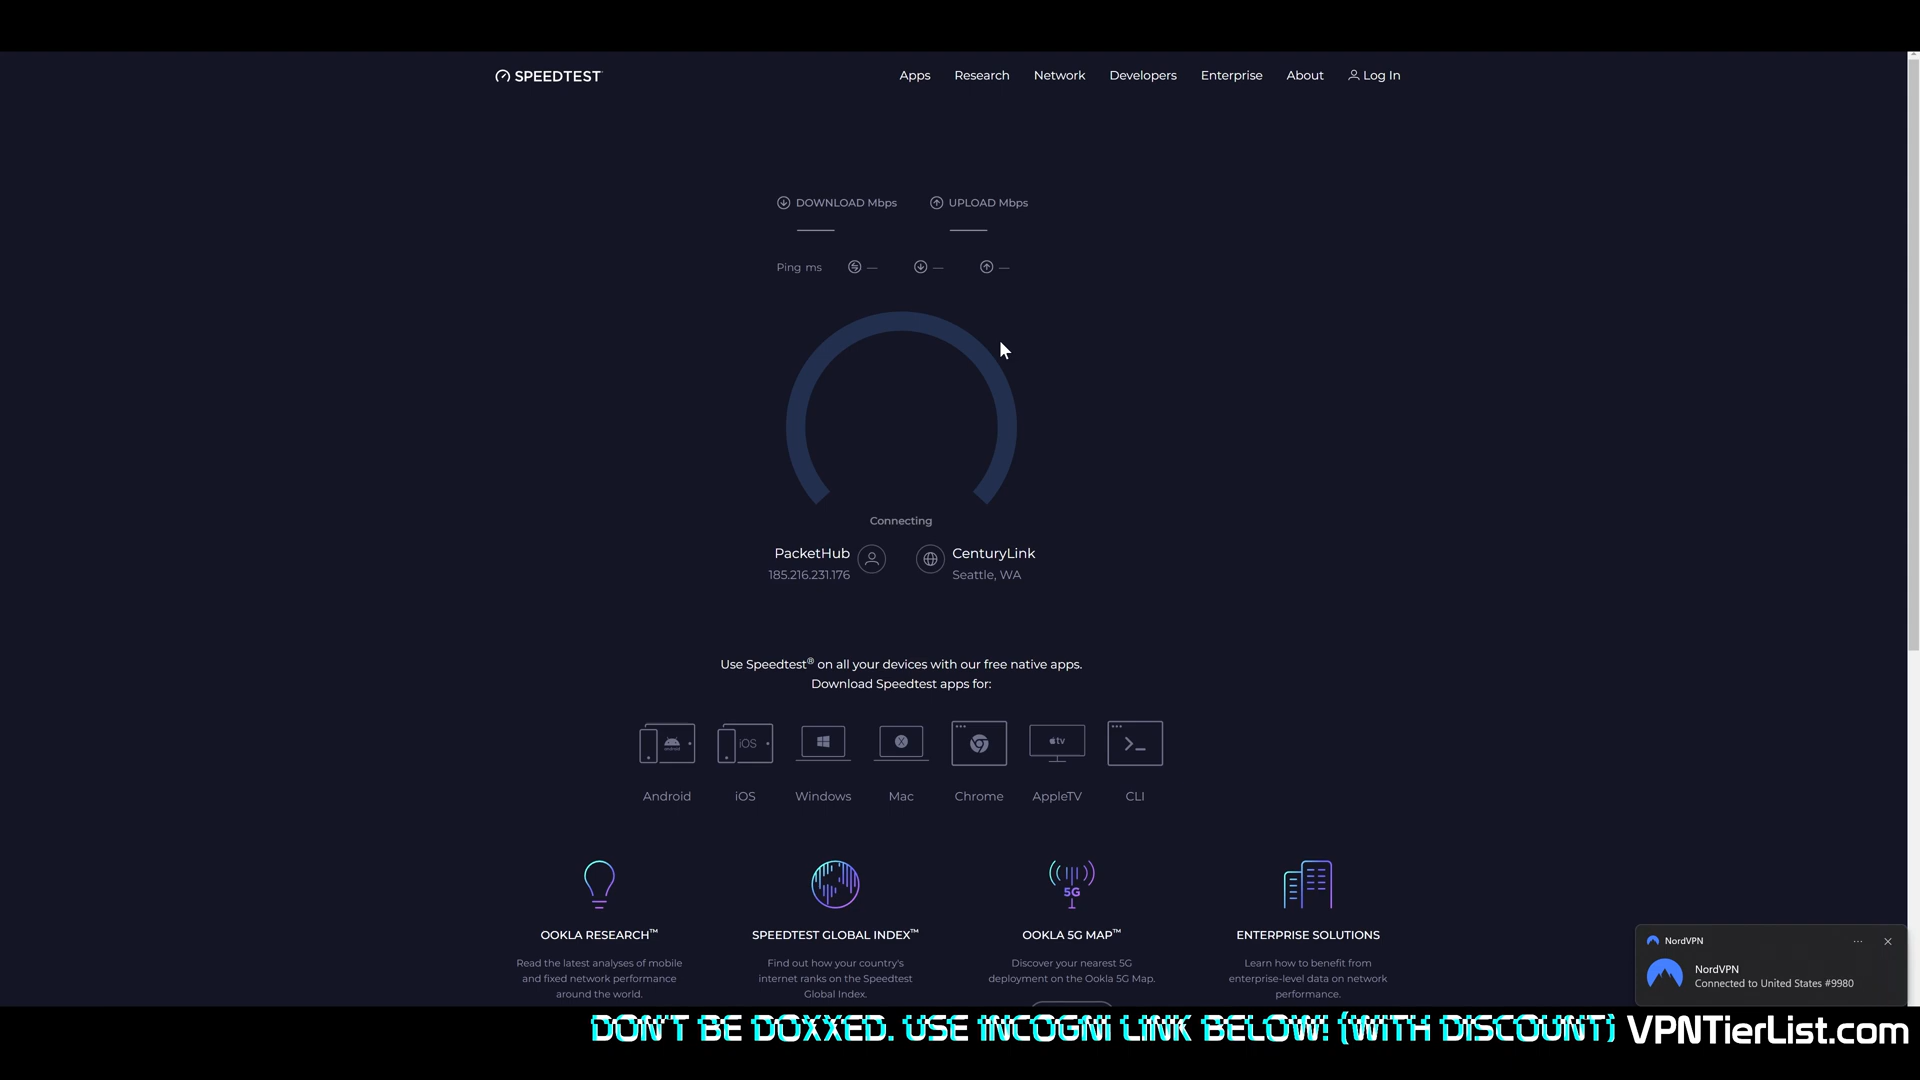 SPEEDTEST
Apps Research Network Developers Enterprise About Log In
DOWNLOAD Mbps UPLOAD Mbps
Ping ms — — —
Connecting
PacketHub
185.216.231.176
CenturyLink
Seattle, WA
Use Speedtest® on all your devices with our free native apps.
Download Speedtest apps for:
android iOS tv
Android iOS Windows Mac Chrome AppleTV CLI
5G
OOKLA RESEARCH™
Read the latest analyses of mobile
and fixed network performance
around the world.
SPEEDTEST GLOBAL INDEX™
Find out how your country's
internet ranks on the Speedtest
Global Index.
OOKLA 5G MAP™
Discover your nearest 5G
deployment on the Ookla 5G Map.
ENTERPRISE SOLUTIONS
Learn how to benefit from
enterprise-level data on network
performance.
NordVPN
NordVPN
Connected to United States #9980
DON'T BE DOXXED. USE INCOGNI LINK BELOW! (WITH DISCOUNT)
VPNTierList.com